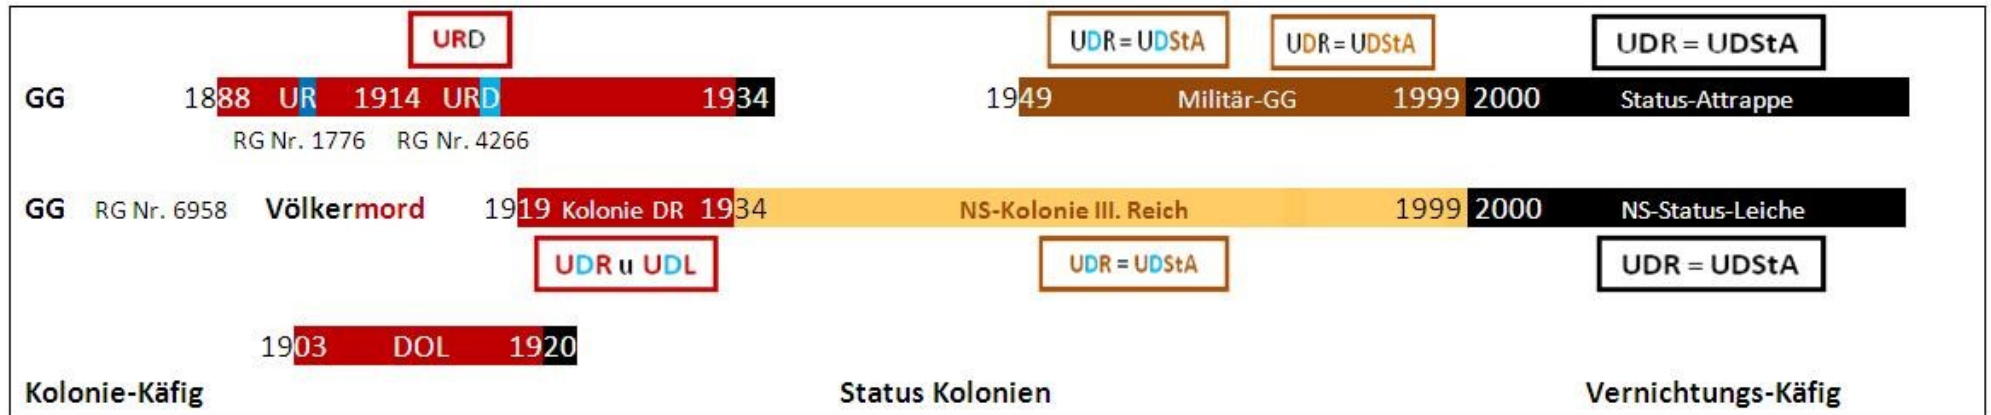 URD
UDR = UDStA
UDR = UDStA
UDR = UDStA
GG 1888 UR 1914 URD 1934 1949 Militär-GG 1999 2000 Status-Attrappe
RG Nr. 1776 RG Nr. 4266
GG RG Nr. 6958 Völkermord 1919 Kolonie DR 1934 NS-Kolonie III. Reich 1999 2000 NS-Status-Leiche
UDR u UDL
UDR = UDStA
UDR = UDStA
1903 DOL 1920
Kolonie-Käfig Status Kolonien Vernichtungs-Käfig